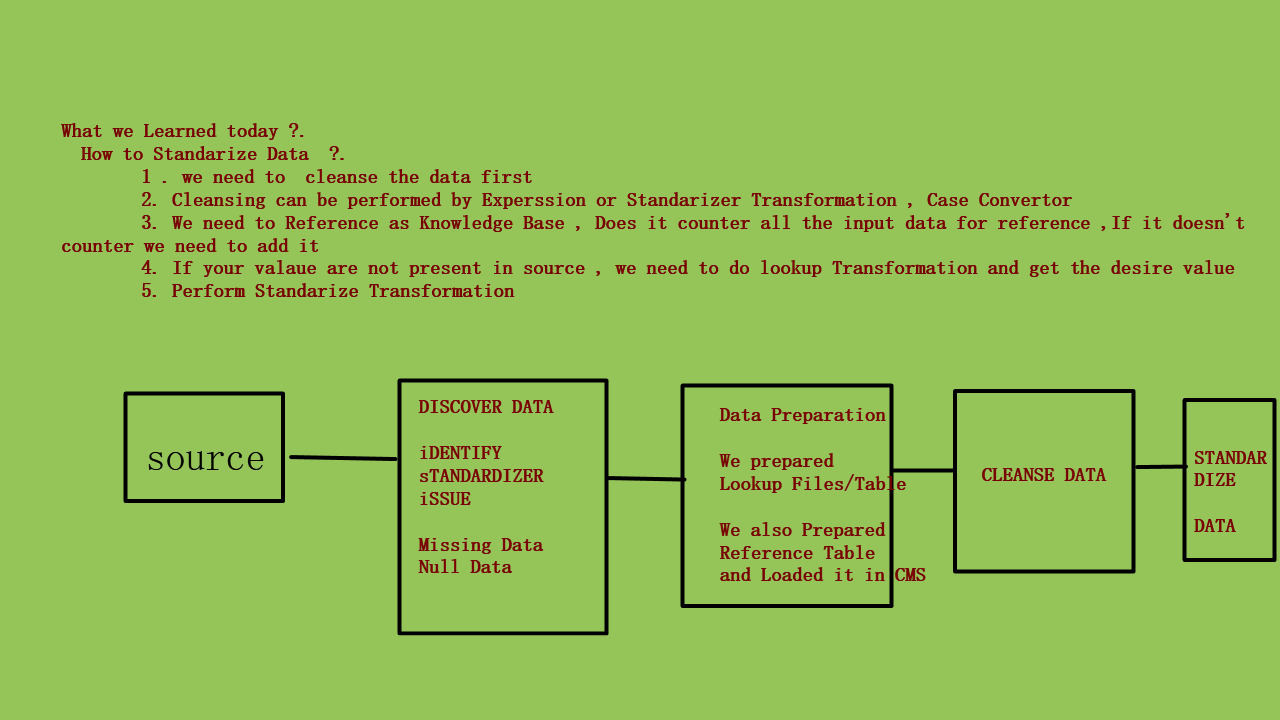 What we Learned today ?.
How to Standarize Data ?.
1 . we need to cleanse the data first
2. Cleansing can be performed by Experssion or Standarizer Transformation , Case Convertor
3. We need to Reference as Knowledge Base , Does it counter all the input data for reference ,If it doesn't
counter we need to add it
4. If your valaue are not present in source , we need to do lookup Transformation and get the desire value
5. Perform Standarize Transformation
source
DISCOVER DATA
iDENTIFY
sTANDARDIZER
iSSUE
Missing Data
Null Data
Data Preparation
We prepared
Lookup Files/Table
We also Prepared
Reference Table
and Loaded it in CMS
CLEANSE DATA
STANDAR
DIZE
DATA